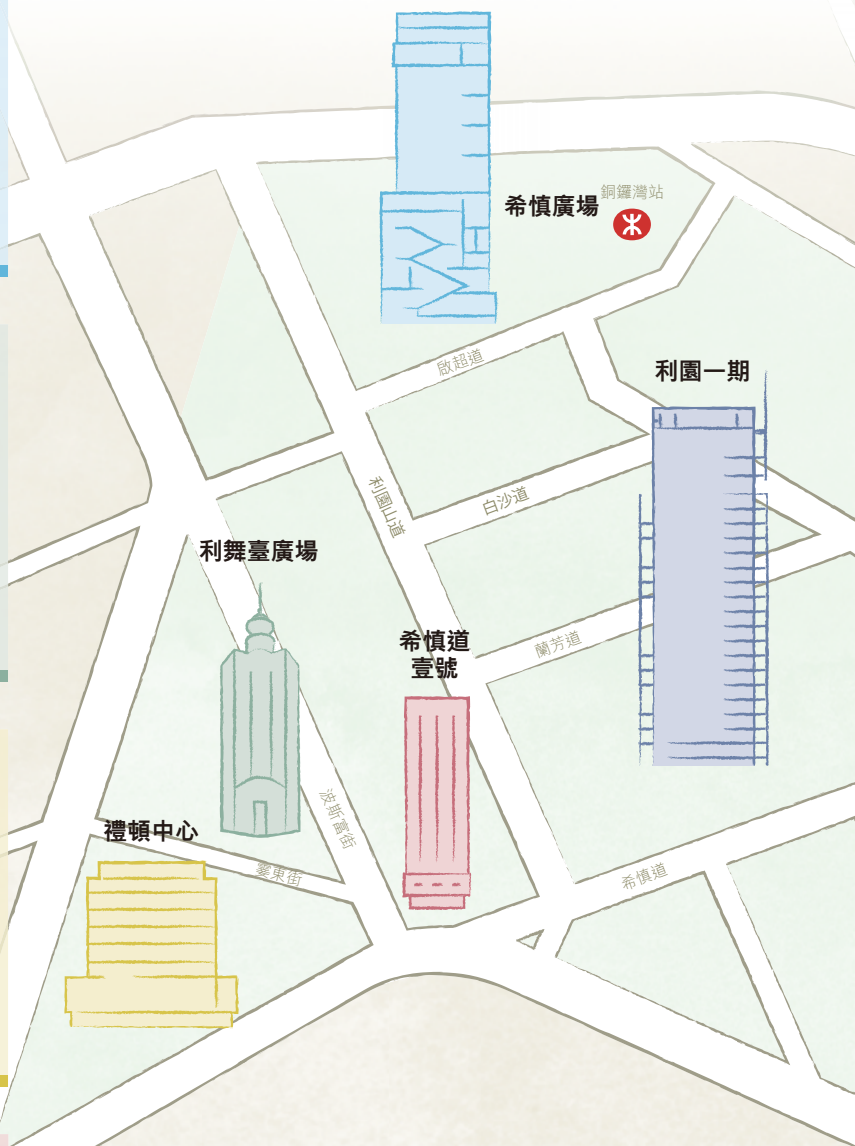 銅鑼灣站
希慎廣場
啟超道
利園一期
利園山道
白沙道
利舞臺廣場
希慎道
壹號
蘭芳道
波斯富街
禮頓中心
霎東街
希慎道